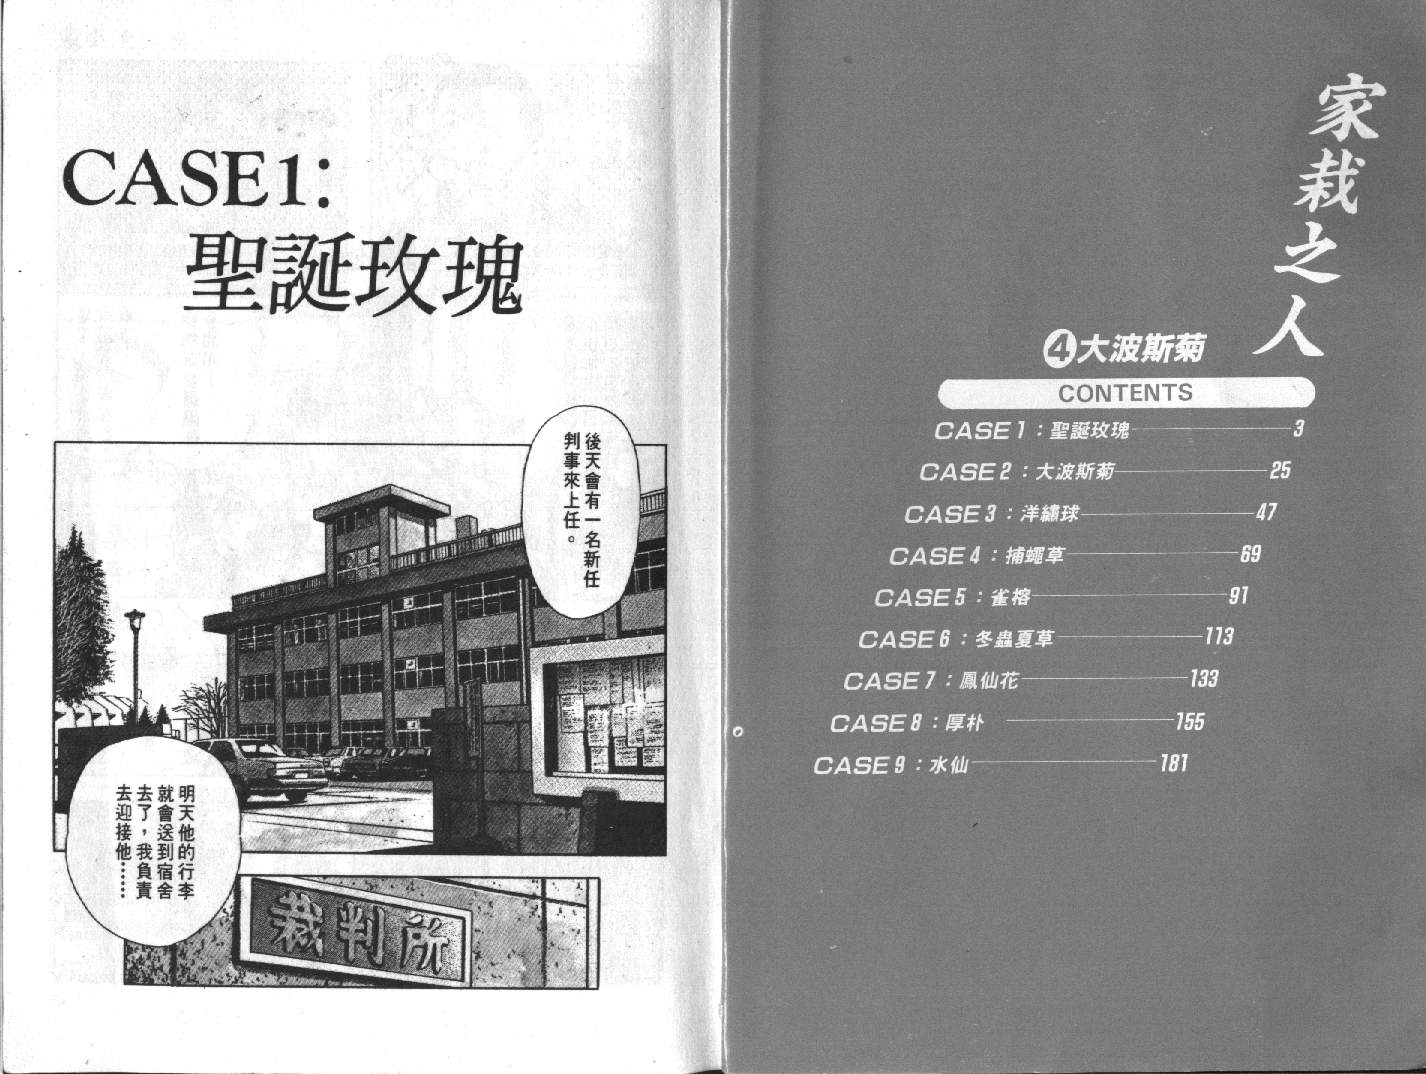 家栽之人
④大波斯菊
CONTENTS
CASE 1：聖誕玫瑰 3
CASE 2：大波斯菊 25
CASE 3：洋繡球 47
CASE 4：捕蠅草 69
CASE 5：雀榕 91
CASE 6：冬蟲夏草 113
CASE 7：鳳仙花 133
CASE 8：厚朴 155
CASE 9：水仙 181
CASE1:
聖誕玫瑰
後天會有一名新任
判事來上任。
明天他的行李
就會送到宿舍
去了，我負責
去迎接他……
裁判所